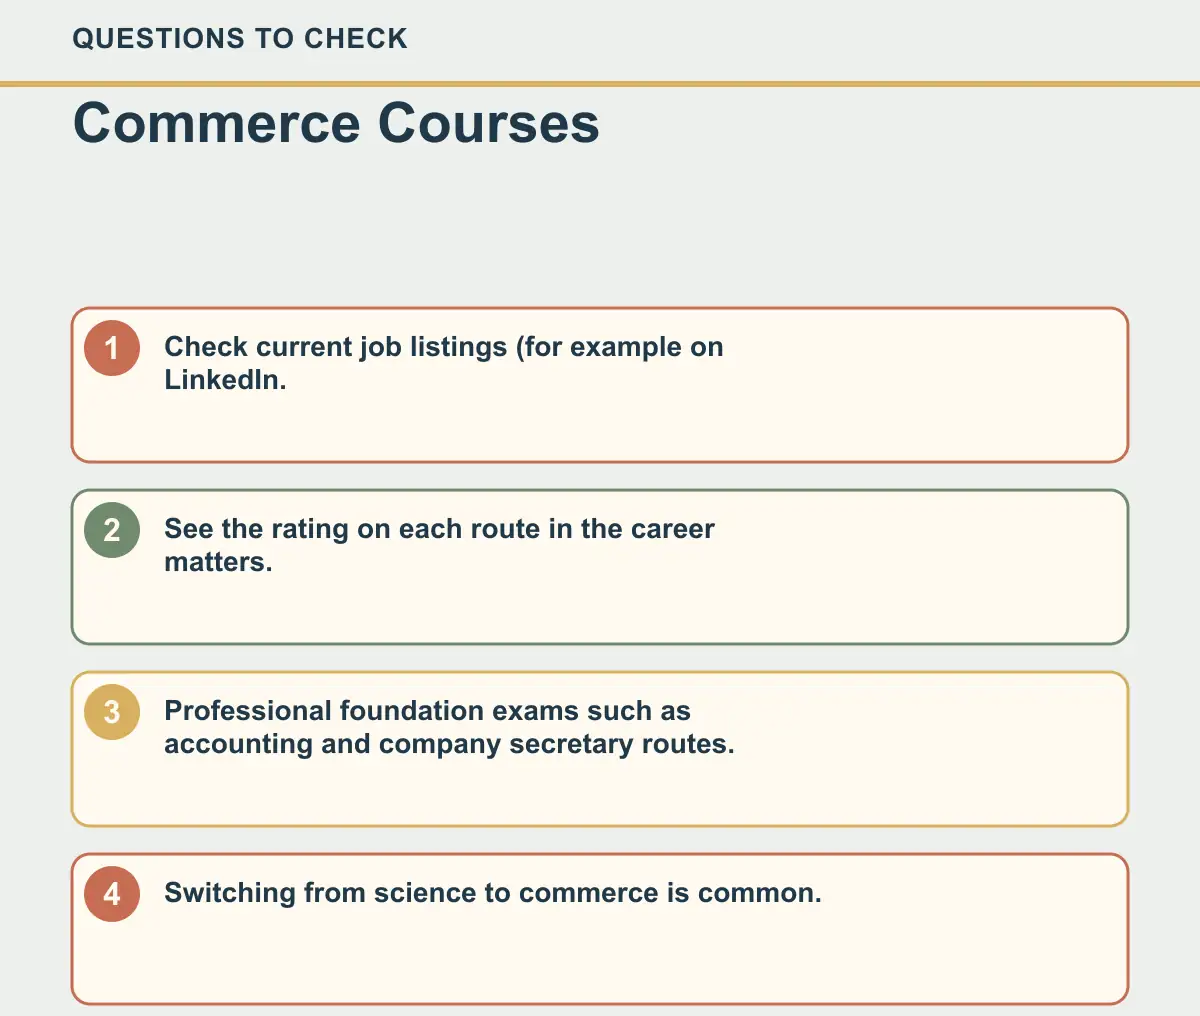 QUESTIONS TO CHECK
Commerce Courses
1
Check current job listings (for example on
LinkedIn.
2
See the rating on each route in the career
matters.
3
Professional foundation exams such as
accounting and company secretary routes.
4
Switching from science to commerce is common.